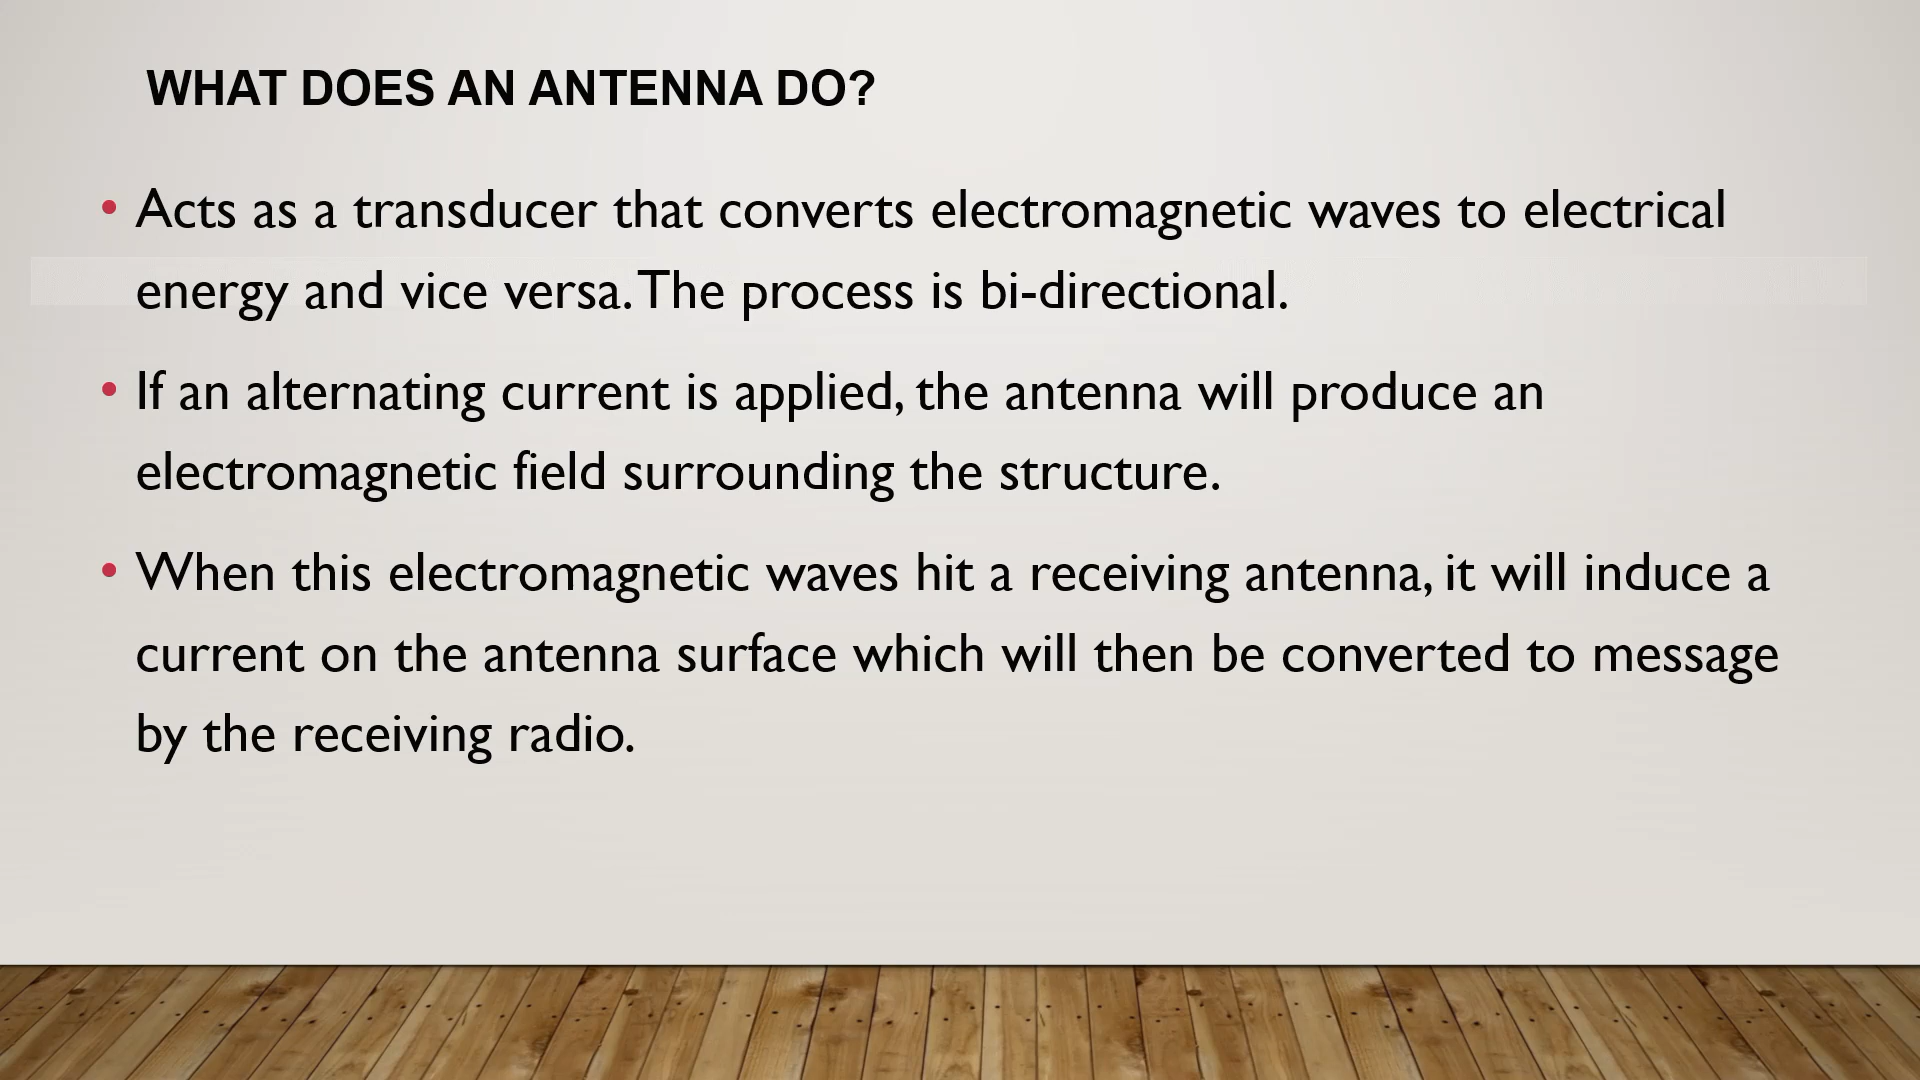 WHAT DOES AN ANTENNA DO?
• Acts as a transducer that converts electromagnetic waves to electrical
energy and vice versa. The process is bi-directional.
• If an alternating current is applied, the antenna will produce an
electromagnetic field surrounding the structure.
• When this electromagnetic waves hit a receiving antenna, it will induce a
current on the antenna surface which will then be converted to message
by the receiving radio.